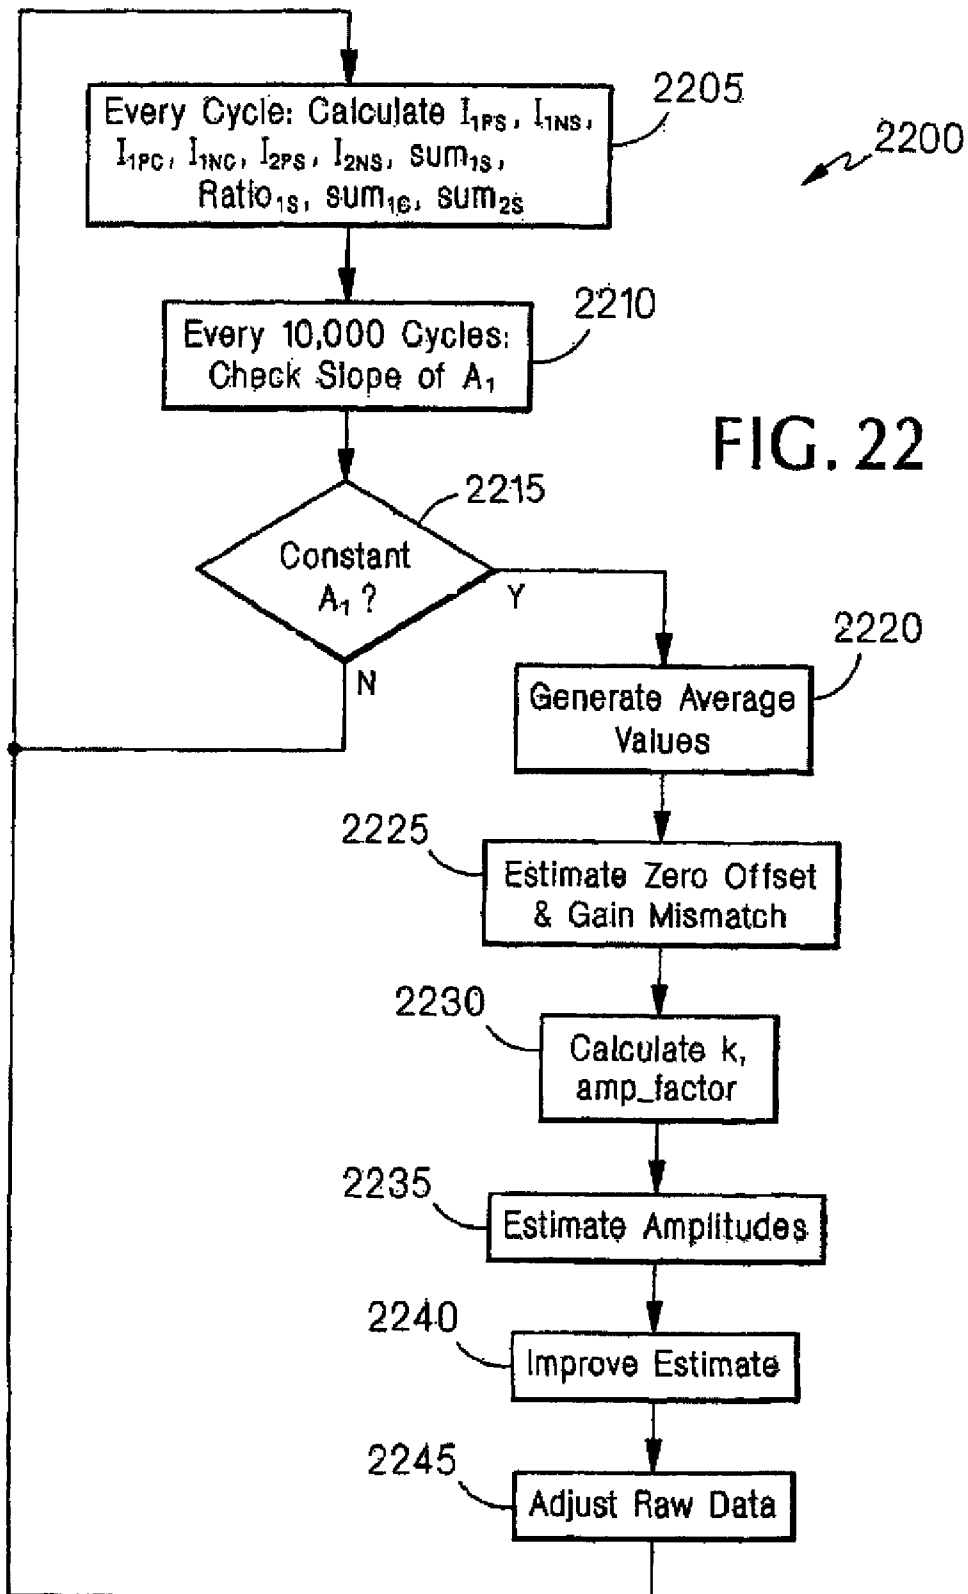 2205
Every Cycle: Calculate I₁PS, I₁NS,
I₁PC, I₁NC, I₂PS, I₂NS, sum₁S,
Ratio₁S, sum₁C, sum₂S
2200
2210
Every 10,000 Cycles:
Check Slope of A₁
FIG. 22
2215
Constant
A₁ ?
Y
N
2220
Generate Average
Values
2225
Estimate Zero Offset
& Gain Mismatch
2230
Calculate k,
amp_factor
2235
Estimate Amplitudes
2240
Improve Estimate
2245
Adjust Raw Data